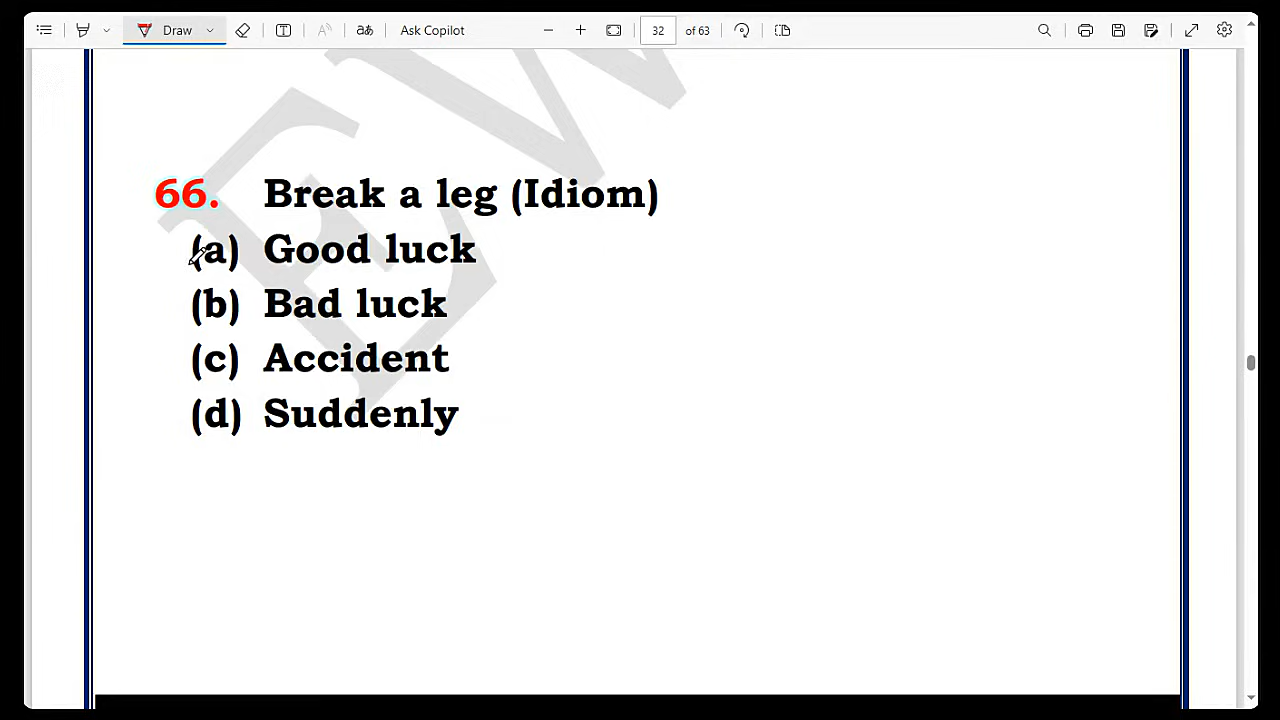 Draw
Ask Copilot
32 of 63
66. Break a leg (Idiom)
(a) Good luck
(b) Bad luck
(c) Accident
(d) Suddenly